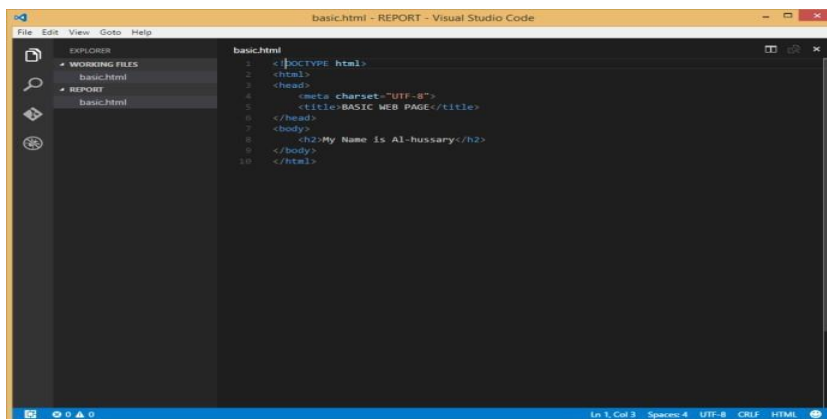 basic.html - REPORT - Visual Studio Code
File Edit View Goto Help
EXPLORER
WORKING FILES
basic.html
REPORT
basic.html
basic.html
1 <!DOCTYPE html>
2 <html>
3 <head>
4 <meta charset="UTF-8">
5 <title>BASIC WEB PAGE</title>
6 </head>
7 <body>
8 <h2>My Name is Al-hussary</h2>
9 </body>
10 </html>
0 0 Ln 1, Col 3 Spaces: 4 UTF-8 CRLF HTML